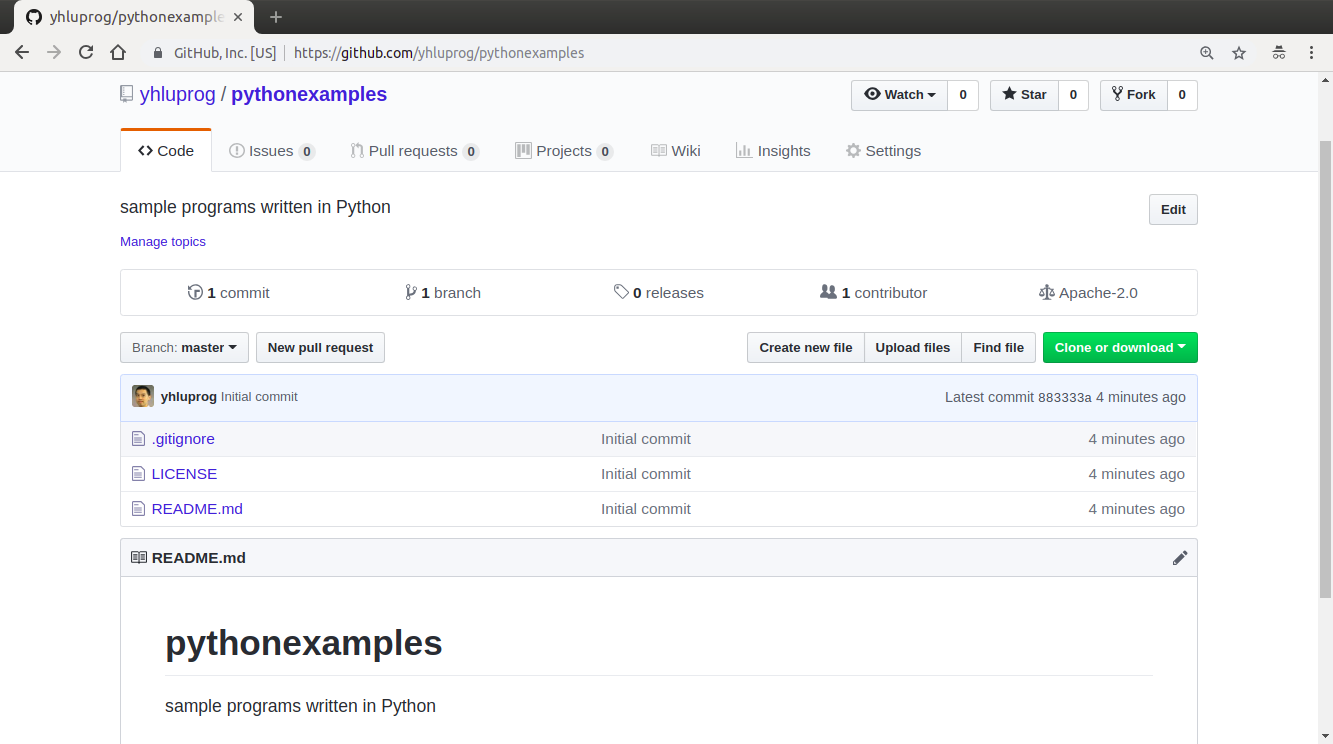 yhluprog/pythonexample
GitHub, Inc. [US] https://github.com/yhluprog/pythonexamples
yhluprog / pythonexamples
Watch 0 Star 0 Fork 0
Code Issues 0 Pull requests 0 Projects 0 Wiki Insights Settings
sample programs written in Python
Edit
Manage topics
1 commit 1 branch 0 releases 1 contributor Apache-2.0
Branch: master New pull request Create new file Upload files Find file Clone or download
yhluprog Initial commit Latest commit 883333a 4 minutes ago
.gitignore Initial commit 4 minutes ago
LICENSE Initial commit 4 minutes ago
README.md Initial commit 4 minutes ago
README.md
pythonexamples
sample programs written in Python